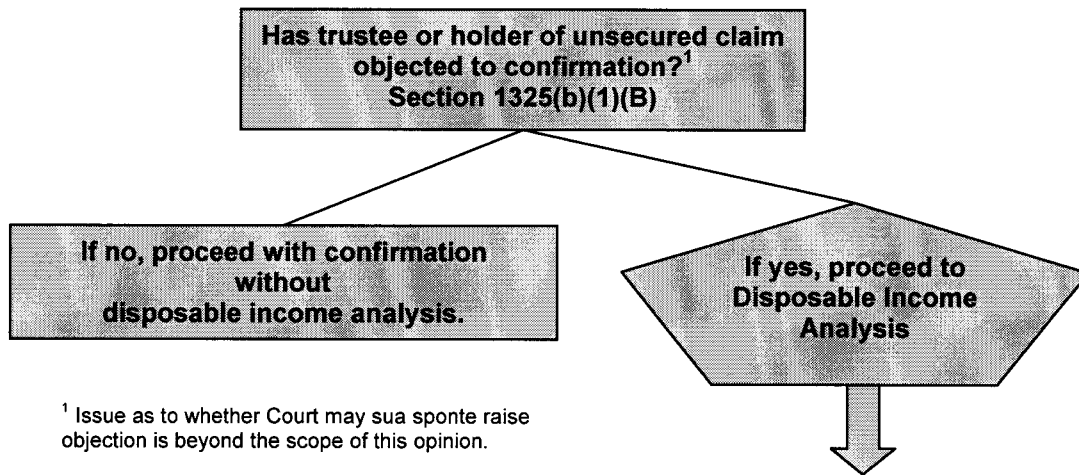 Has trustee or holder of unsecured claim
objected to confirmation?¹
Section 1325(b)(1)(B)
If no, proceed with confirmation
without
disposable income analysis.
If yes, proceed to
Disposable Income
Analysis
¹ Issue as to whether Court may sua sponte raise
objection is beyond the scope of this opinion.